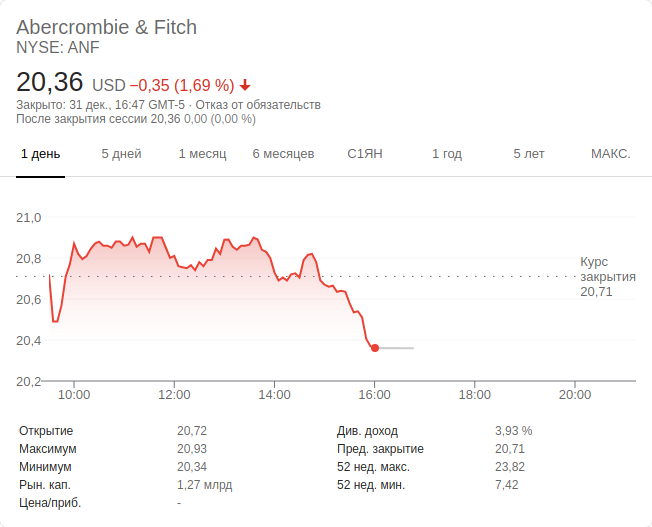 Abercrombie & Fitch
NYSE: ANF
20,36 USD −0,35 (1,69 %)
Закрыто: 31 дек., 16:47 GMT-5 · Отказ от обязательств
После закрытия сессии 20,36 0,00 (0,00 %)
1 день 5 дней 1 месяц 6 месяцев С1ЯН 1 год 5 лет МАКС.
21,0
20,8
20,6
20,4
20,2
Курс
закрытия
20,71
10:00 12:00 14:00 16:00 18:00 20:00
Открытие 20,72 Див. доход 3,93 %
Максимум 20,93 Пред. закрытие 20,71
Минимум 20,34 52 нед. макс. 23,82
Рын. кап. 1,27 млрд 52 нед. мин. 7,42
Цена/приб. -